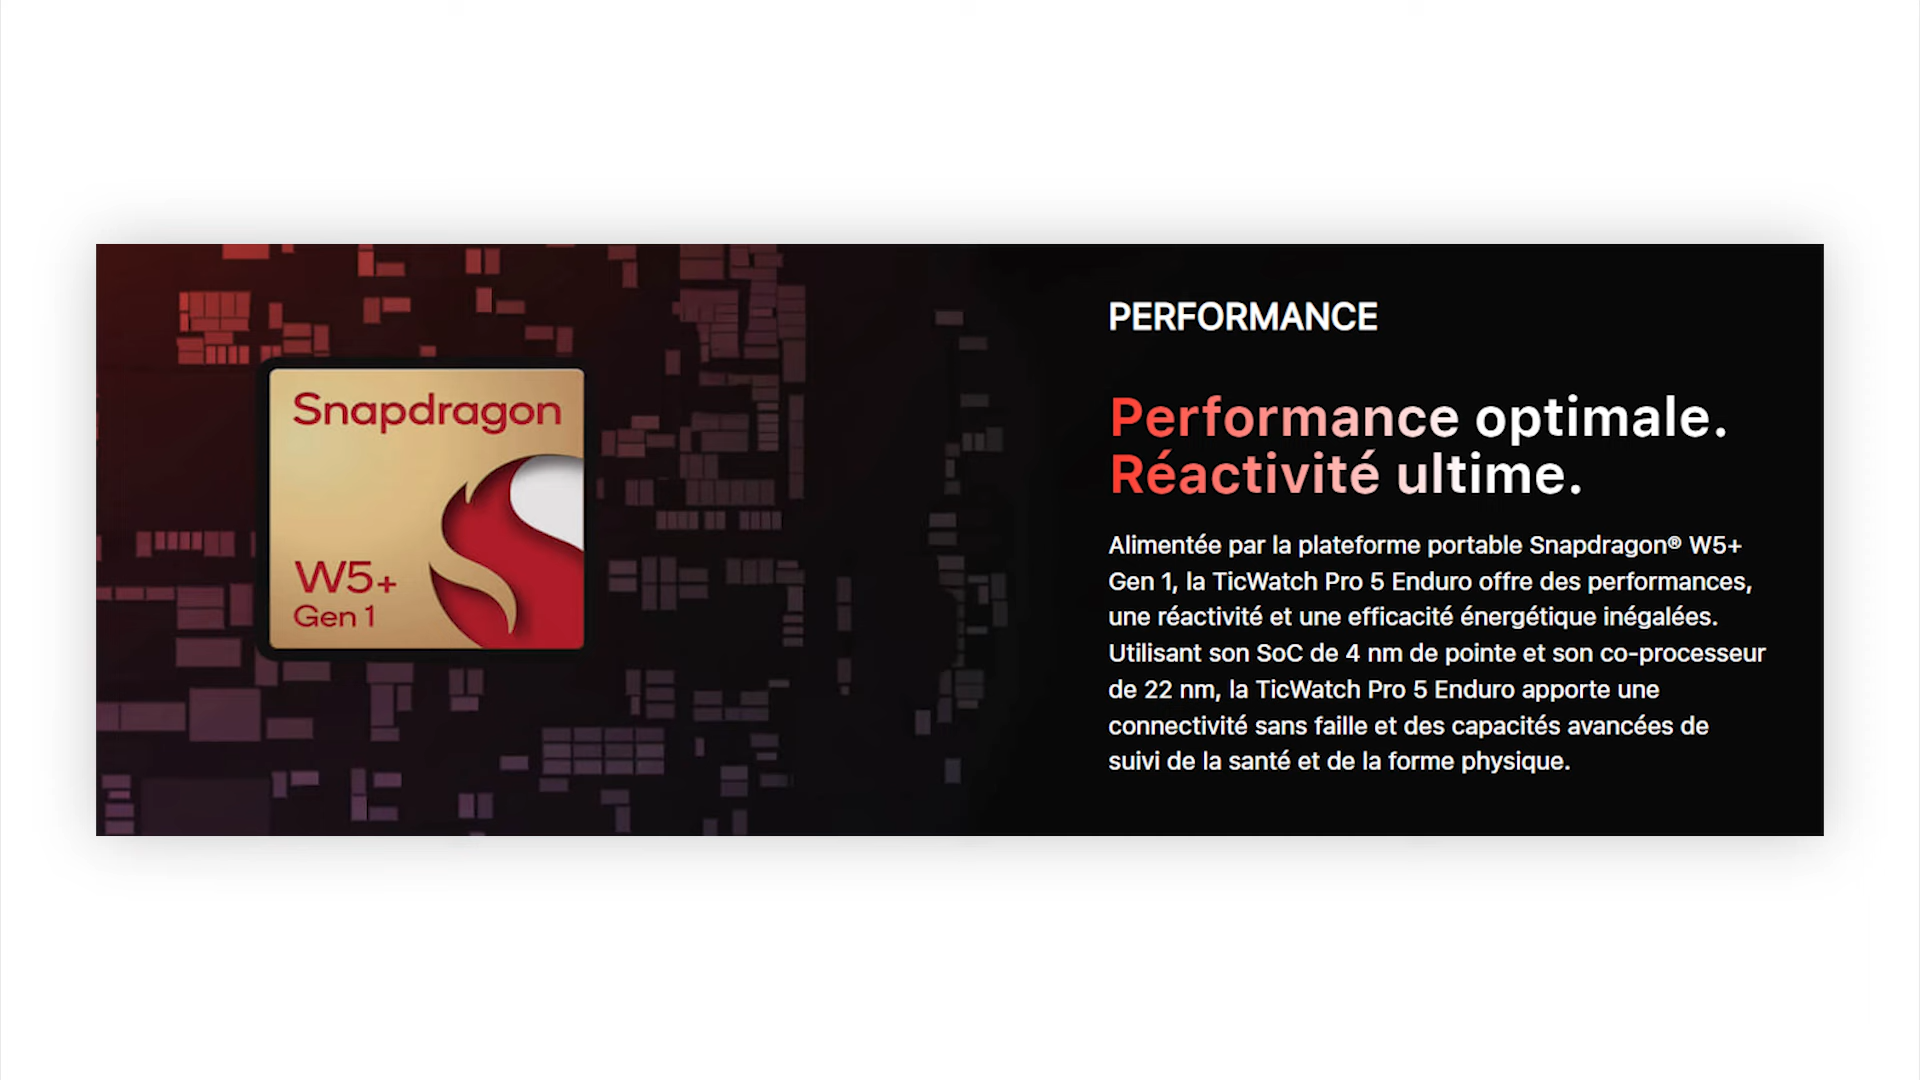 Snapdragon
W5+
Gen 1
PERFORMANCE
Performance optimale.
Réactivité ultime.
Alimentée par la plateforme portable Snapdragon® W5+
Gen 1, la TicWatch Pro 5 Enduro offre des performances,
une réactivité et une efficacité énergétique inégalées.
Utilisant son SoC de 4 nm de pointe et son co-processeur
de 22 nm, la TicWatch Pro 5 Enduro apporte une
connectivité sans faille et des capacités avancées de
suivi de la santé et de la forme physique.